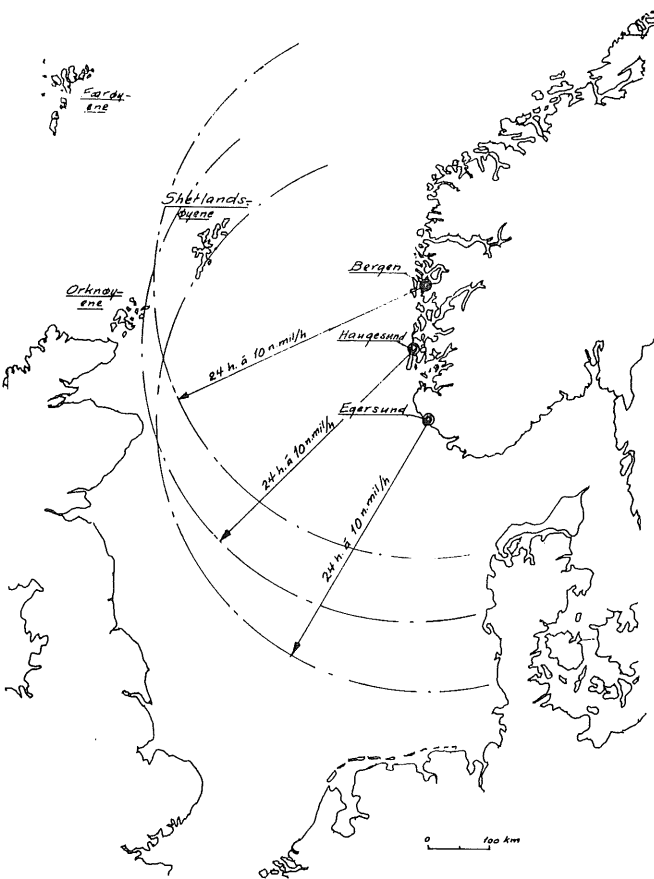 Færøy-
ene
Shetlands-
øyene
Bergen
Orknøy-
ene
Haugesund
24 h. á 10 n.mil/h
Egersund
24 h. á 10 n.mil/h
24 h. á 10 n.mil/h
0 100 km